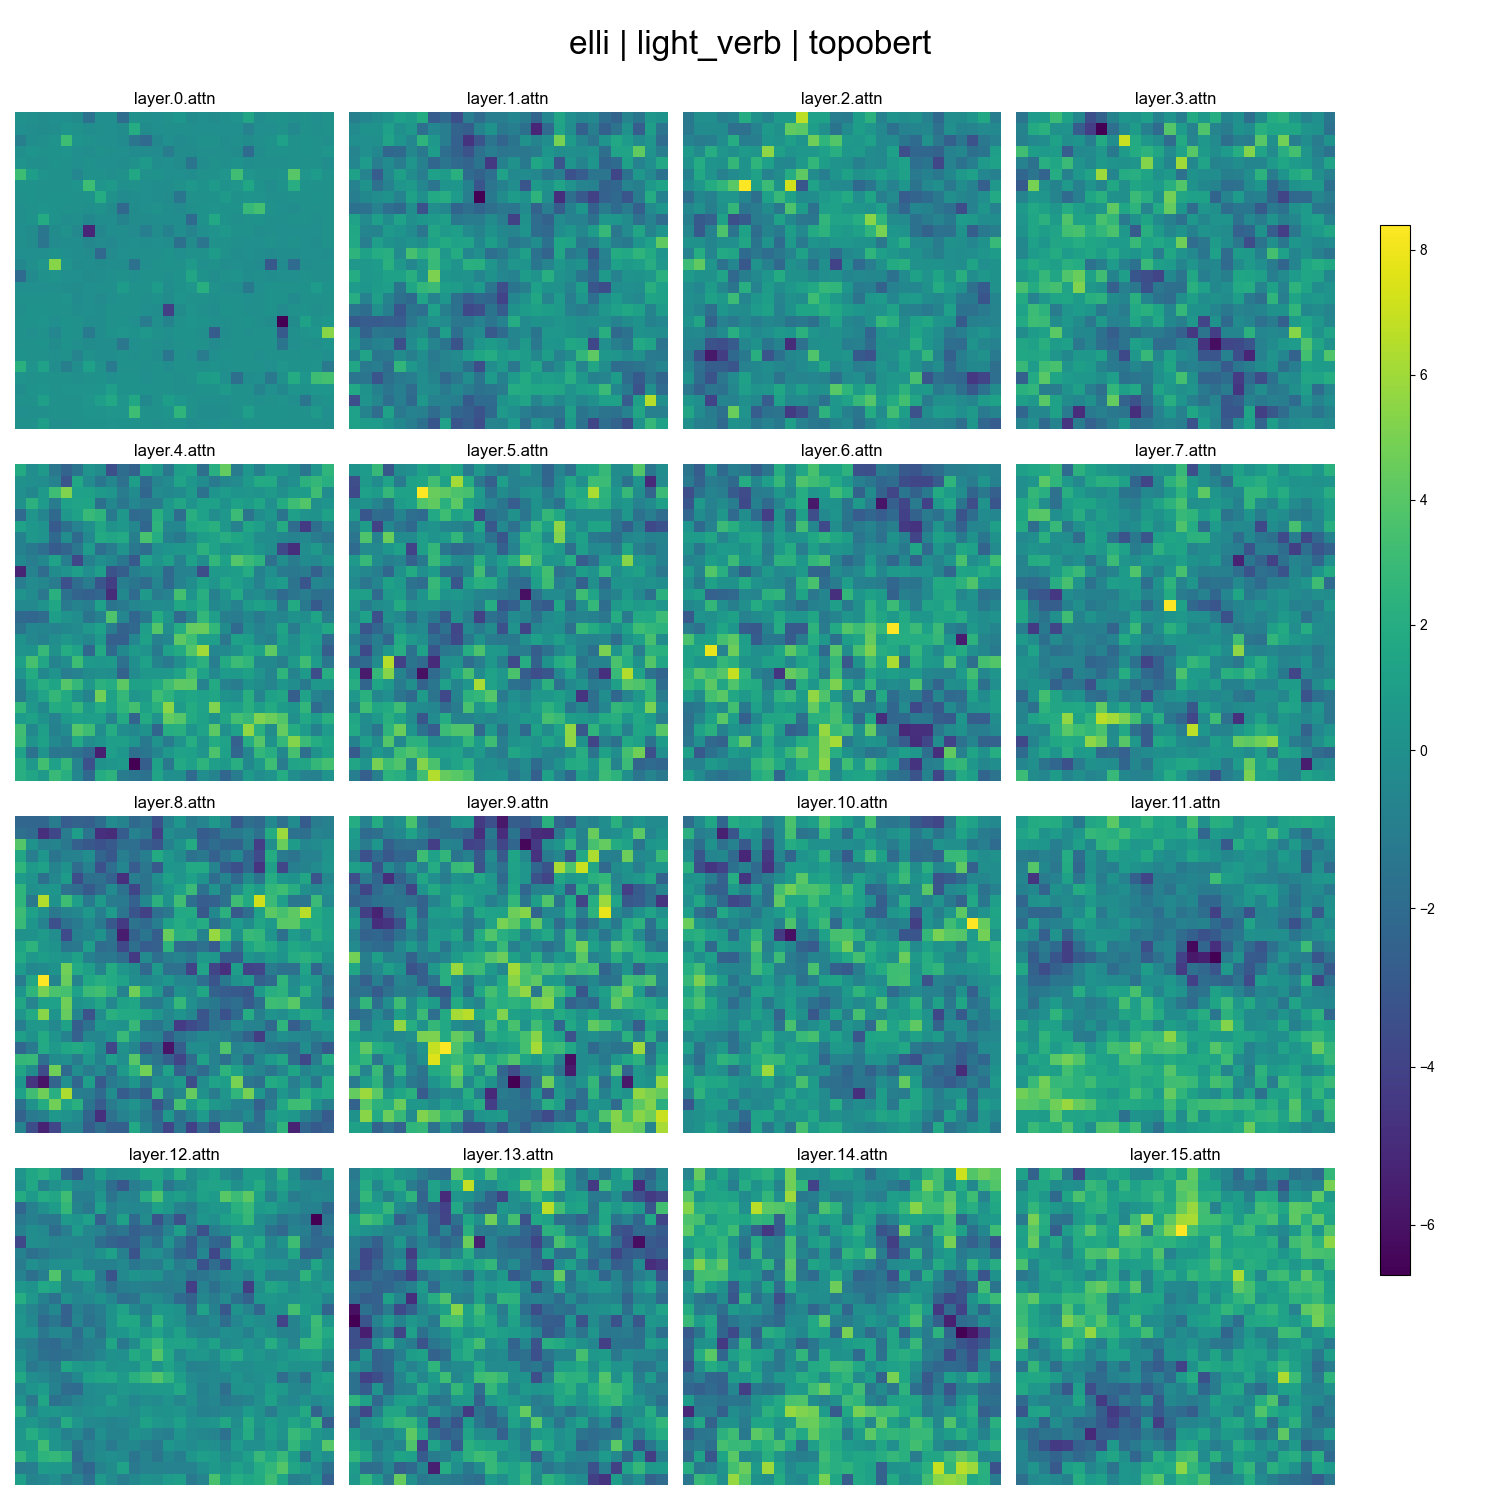 elli | light_verb | topobert
layer.0.attn layer.1.attn layer.2.attn layer.3.attn
layer.4.attn layer.5.attn layer.6.attn layer.7.attn
layer.8.attn layer.9.attn layer.10.attn layer.11.attn
layer.12.attn layer.13.attn layer.14.attn layer.15.attn
8
6
4
2
0
−2
−4
−6